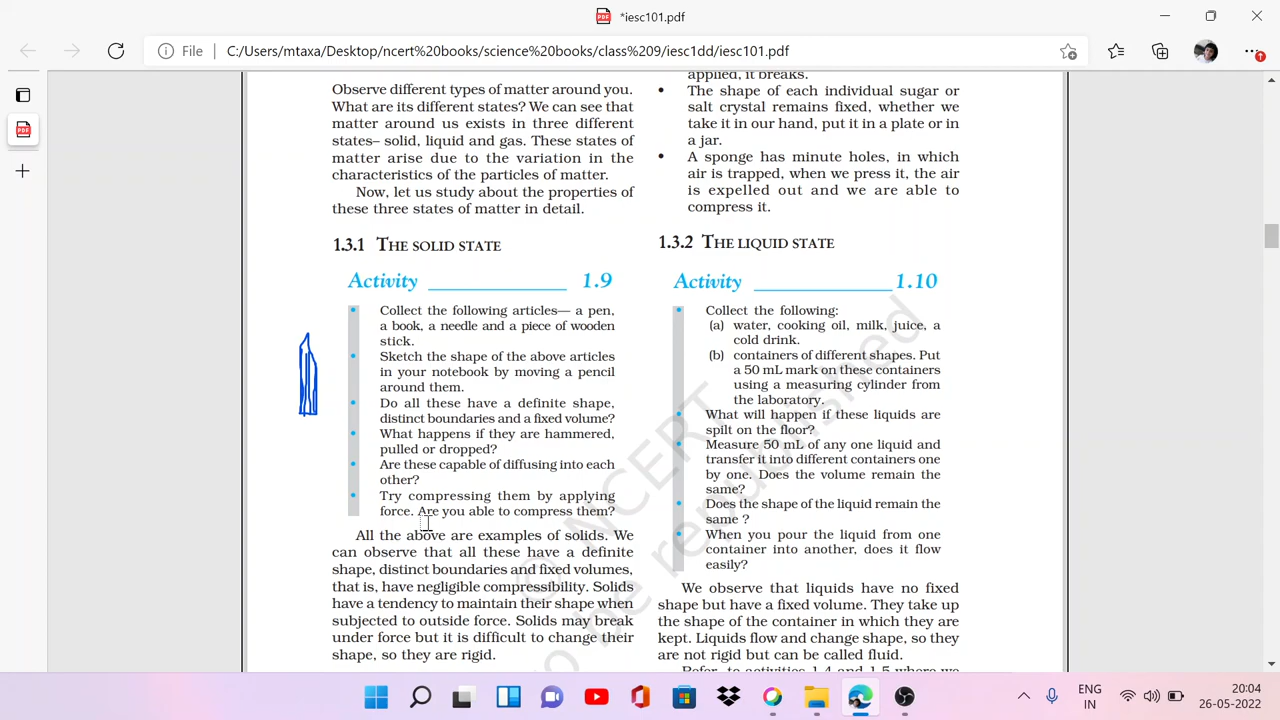 *iesc101.pdf
File
C:/Users/mtaxa/Desktop/ncert%20books/science%20books/class%209/iesc1dd/iesc101.pdf
Observe different types of matter around you.
What are its different states? We can see that
matter around us exists in three different
states– solid, liquid and gas. These states of
matter arise due to the variation in the
characteristics of the particles of matter.
Now, let us study about the properties of
these three states of matter in detail.
1.3.1 THE SOLID STATE
Activity ______________ 1.9
• Collect the following articles— a pen,
a book, a needle and a piece of wooden
stick.
• Sketch the shape of the above articles
in your notebook by moving a pencil
around them.
• Do all these have a definite shape,
distinct boundaries and a fixed volume?
• What happens if they are hammered,
pulled or dropped?
• Are these capable of diffusing into each
other?
• Try compressing them by applying
force. Are you able to compress them?
All the above are examples of solids. We
can observe that all these have a definite
shape, distinct boundaries and fixed volumes,
that is, have negligible compressibility. Solids
have a tendency to maintain their shape when
subjected to outside force. Solids may break
under force but it is difficult to change their
shape, so they are rigid.
applied, it breaks.
• The shape of each individual sugar or
salt crystal remains fixed, whether we
take it in our hand, put it in a plate or in
a jar.
• A sponge has minute holes, in which
air is trapped, when we press it, the air
is expelled out and we are able to
compress it.
1.3.2 THE LIQUID STATE
Activity ______________ 1.10
• Collect the following:
(a) water, cooking oil, milk, juice, a
cold drink.
(b) containers of different shapes. Put
a 50 mL mark on these containers
using a measuring cylinder from
the laboratory.
• What will happen if these liquids are
spilt on the floor?
• Measure 50 mL of any one liquid and
transfer it into different containers one
by one. Does the volume remain the
same?
• Does the shape of the liquid remain the
same ?
• When you pour the liquid from one
container into another, does it flow
easily?
We observe that liquids have no fixed
shape but have a fixed volume. They take up
the shape of the container in which they are
kept. Liquids flow and change shape, so they
are not rigid but can be called fluid.
Refer to activities 1.4 and 1.5 where we
© NCERT
to be republished
ENG
IN
20:04
26-05-2022